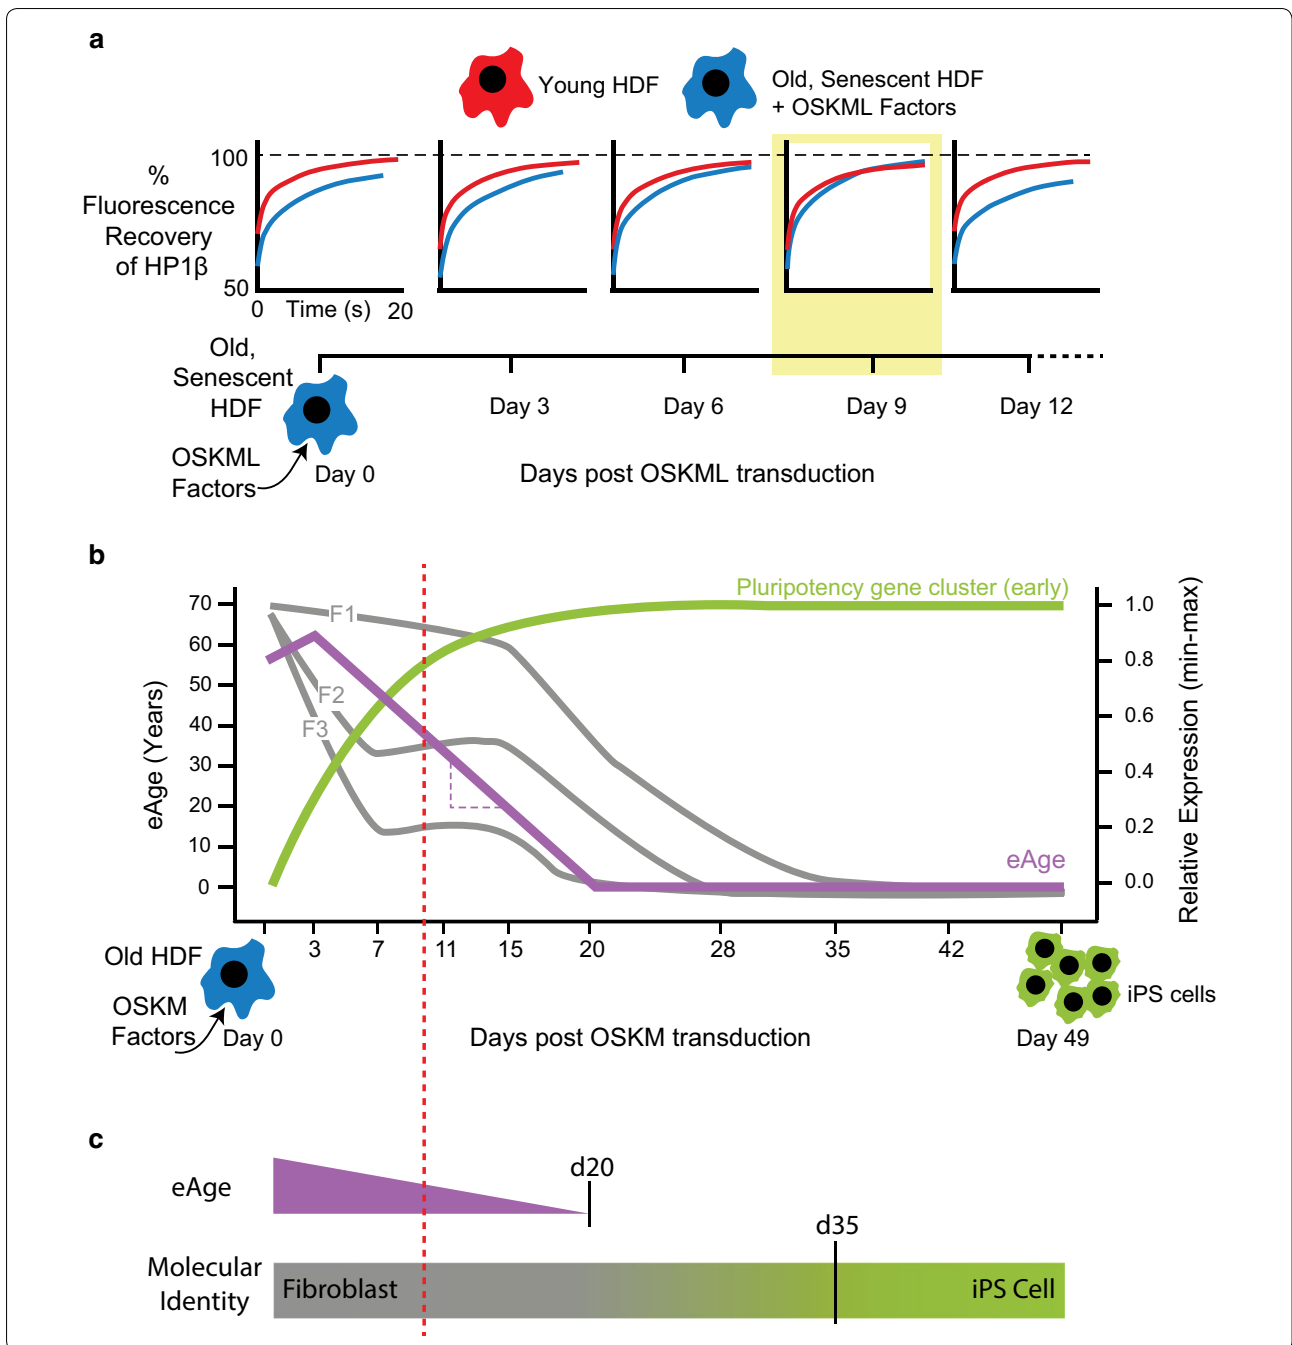 a
Young HDF
Old, Senescent HDF
+ OSKML Factors
%
Fluorescence
Recovery
of HP1β
100
50
0
Time (s)
20
Old,
Senescent
HDF
OSKML
Factors
Day 0
Day 3
Day 6
Day 9
Day 12
Days post OSKML transduction
b
Pluripotency gene cluster (early)
eAge (Years)
70
60
50
40
30
20
10
0
F1
F2
F3
eAge
1.0
0.8
0.6
0.4
0.2
0.0
Relative Expression (min-max)
3
7
11
15
20
28
35
42
Old HDF
OSKM
Factors
Day 0
Days post OSKM transduction
iPS cells
Day 49
c
eAge
d20
d35
Molecular
Identity
Fibroblast
iPS Cell